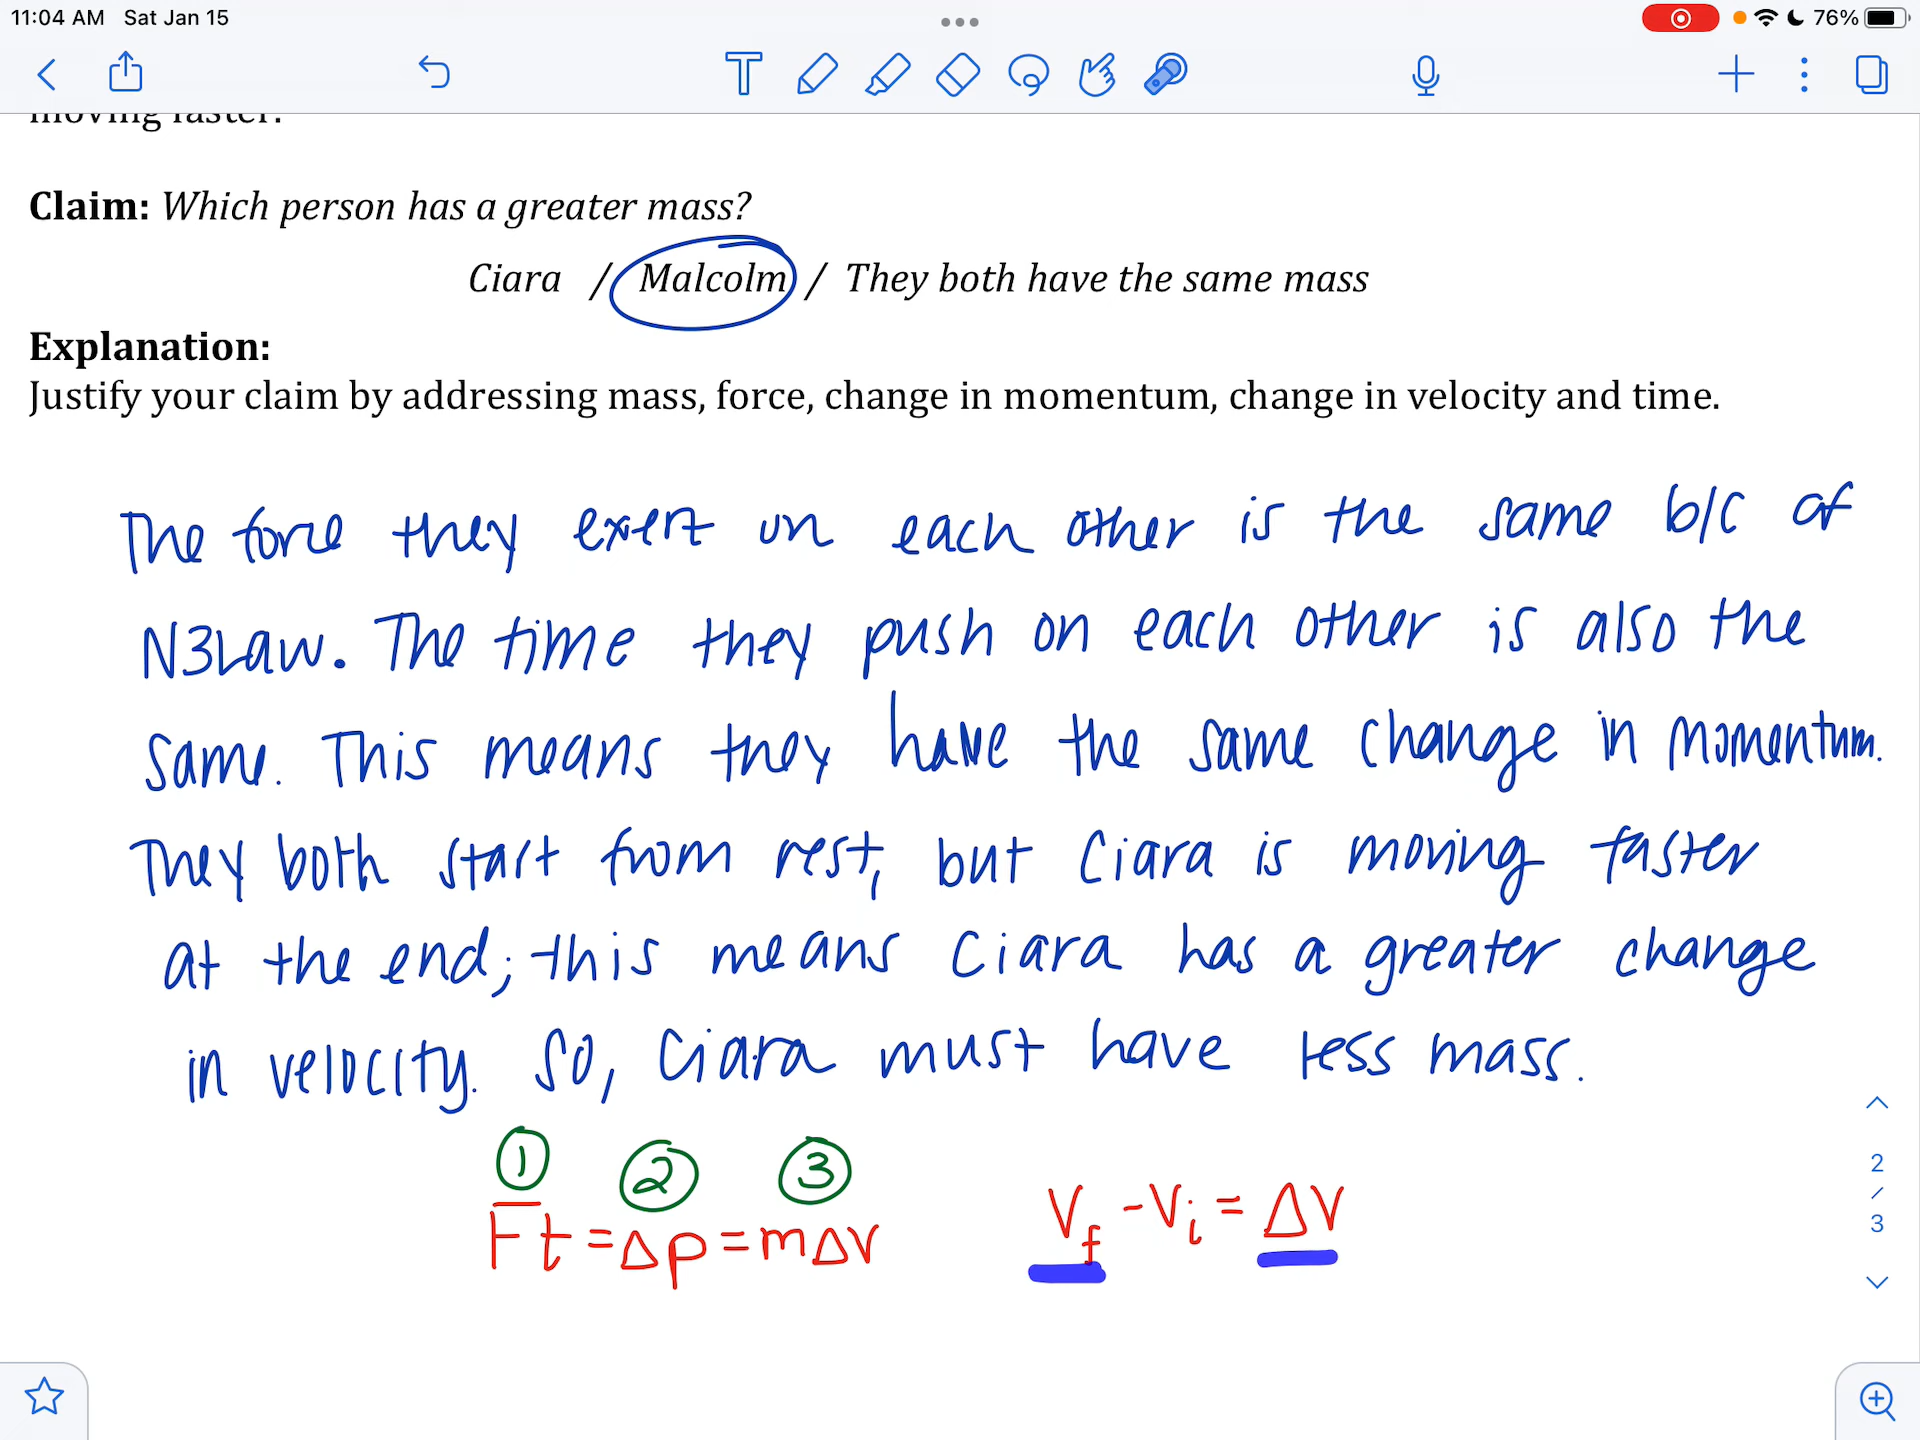 11:04 AM Sat Jan 15
76%
moving faster.
Claim: Which person has a greater mass?
Ciara / Malcolm / They both have the same mass
Explanation:
Justify your claim by addressing mass, force, change in momentum, change in velocity and time.
The force they exert on each other is the same b/c of
N3Law. The time they push on each other is also the
same. This means they have the same change in momentum.
They both start from rest, but Ciara is moving faster
at the end; this means Ciara has a greater change
in velocity. So, Ciara must have less mass.
① ② ③
Ft = Δp = mΔv
Vf - Vi = ΔV
2
/
3